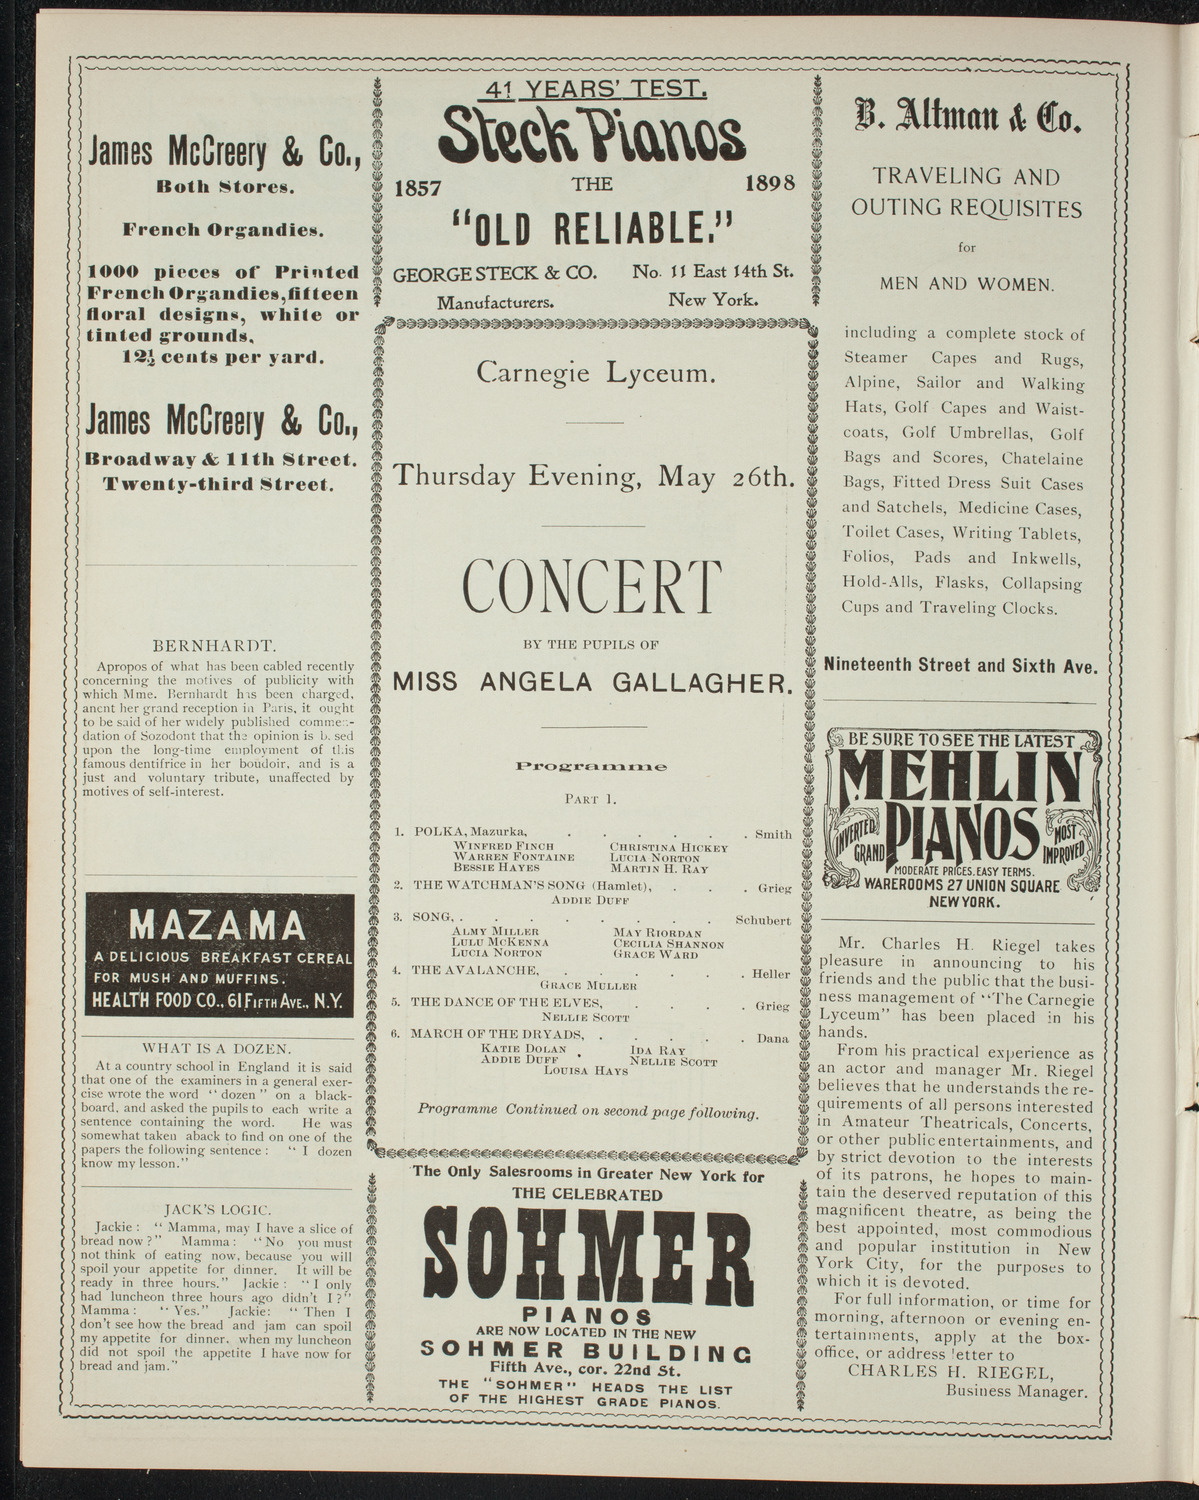 James McCreery & Co.,
Both Stores.
French Organdies.
1000 pieces of Printed
French Organdies, fifteen
floral designs, white or
tinted grounds,
12½ cents per yard.
James McCreery & Co.,
Broadway & 11th Street.
Twenty-third Street.
BERNHARDT.
Apropos of what has been cabled recently
concerning the motives of publicity with
which Mme. Bernhardt has been charged,
anent her grand reception in Paris, it ought
to be said of her widely published commen-
dation of Sozodont that the opinion is based
upon the long-time employment of this
famous dentifrice in her boudoir, and is a
just and voluntary tribute, unaffected by
motives of self-interest.
MAZAMA
A DELICIOUS BREAKFAST CEREAL
FOR MUSH AND MUFFINS.
HEALTH FOOD CO., 61 FIFTH AVE., N.Y.
WHAT IS A DOZEN.
At a country school in England it is said
that one of the examiners in a general exer-
cise wrote the word "dozen" on a black-
board, and asked the pupils to each write a
sentence containing the word. He was
somewhat taken aback to find on one of the
papers the following sentence: "I dozen
know my lesson."
JACK'S LOGIC.
Jackie: "Mamma, may I have a slice of
bread now?" Mamma: "No you must
not think of eating now, because you will
spoil your appetite for dinner. It will be
ready in three hours." Jackie: "I only
had luncheon three hours ago didn't I?"
Mamma: "Yes." Jackie: "Then I
don't see how the bread and jam can spoil
my appetite for dinner, when my luncheon
did not spoil the appetite I have now for
bread and jam."
41 YEARS' TEST.
Steck Pianos
1857 THE 1898
"OLD RELIABLE."
GEORGE STECK & CO. No. 11 East 14th St.
Manufacturers. New York.
Carnegie Lyceum.
Thursday Evening, May 26th.
CONCERT
BY THE PUPILS OF
MISS ANGELA GALLAGHER.
Programme
PART I.
1. POLKA, Mazurka, . . . . . . Smith
WINFRED FINCH CHRISTINA HICKEY
WARREN FONTAINE LUCIA NORTON
BESSIE HAYES MARTIN H. RAY
2. THE WATCHMAN'S SONG (Hamlet), . . . Grieg
ADDIE DUFF
3. SONG, . . . . . . . . Schubert
ALMY MILLER MAY RIORDAN
LULU MCKENNA CECILIA SHANNON
LUCIA NORTON GRACE WARD
4. THE AVALANCHE, . . . . . . Heller
GRACE MULLER
5. THE DANCE OF THE ELVES, . . . . Grieg
NELLIE SCOTT
6. MARCH OF THE DRYADS, . . . . . Dana
KATIE DOLAN IDA RAY
ADDIE DUFF NELLIE SCOTT
LOUISA HAYS
Programme Continued on second page following.
The Only Salesrooms in Greater New York for
THE CELEBRATED
SOHMER
PIANOS
ARE NOW LOCATED IN THE NEW
SOHMER BUILDING
Fifth Ave., cor. 22nd St.
THE "SOHMER" HEADS THE LIST
OF THE HIGHEST GRADE PIANOS.
B. Altman & Co.
TRAVELING AND
OUTING REQUISITES
for
MEN AND WOMEN.
including a complete stock of
Steamer Capes and Rugs,
Alpine, Sailor and Walking
Hats, Golf Capes and Waist-
coats, Golf Umbrellas, Golf
Bags and Scores, Chatelaine
Bags, Fitted Dress Suit Cases
and Satchels, Medicine Cases,
Toilet Cases, Writing Tablets,
Folios, Pads and Inkwells,
Hold-Alls, Flasks, Collapsing
Cups and Traveling Clocks.
Nineteenth Street and Sixth Ave.
BE SURE TO SEE THE LATEST
MEHLIN
INVERTED GRAND PIANOS MOST IMPROVED
MODERATE PRICES. EASY TERMS.
WAREROOMS 27 UNION SQUARE
NEW YORK.
Mr. Charles H. Riegel takes
pleasure in announcing to his
friends and the public that the busi-
ness management of "The Carnegie
Lyceum" has been placed in his
hands.
From his practical experience as
an actor and manager Mr. Riegel
believes that he understands the re-
quirements of all persons interested
in Amateur Theatricals, Concerts,
or other public entertainments, and
by strict devotion to the interests
of its patrons, he hopes to main-
tain the deserved reputation of this
magnificent theatre, as being the
best appointed, most commodious
and popular institution in New
York City, for the purposes to
which it is devoted.
For full information, or time for
morning, afternoon or evening en-
tertainments, apply at the box-
office, or address letter to
CHARLES H. RIEGEL,
Business Manager.